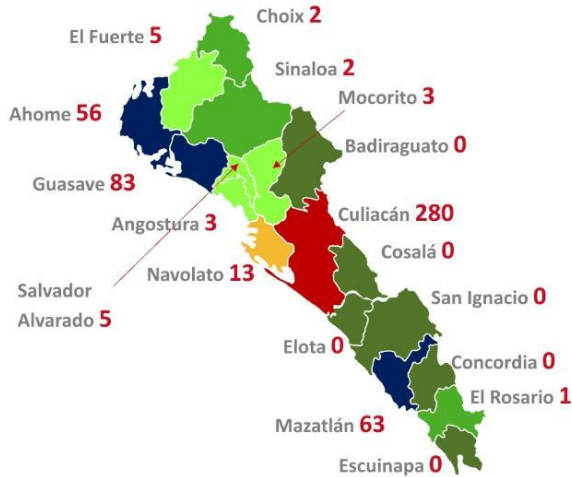 Choix 2
El Fuerte 5
Sinaloa 2
Mocorito 3
Ahome 56
Badiraguato 0
Guasave 83
Angostura 3
Culiacán 280
Cosalá 0
Navolato 13
Salvador
Alvarado 5
San Ignacio 0
Elota 0
Concordia 0
El Rosario 1
Mazatlán 63
Escuinapa 0